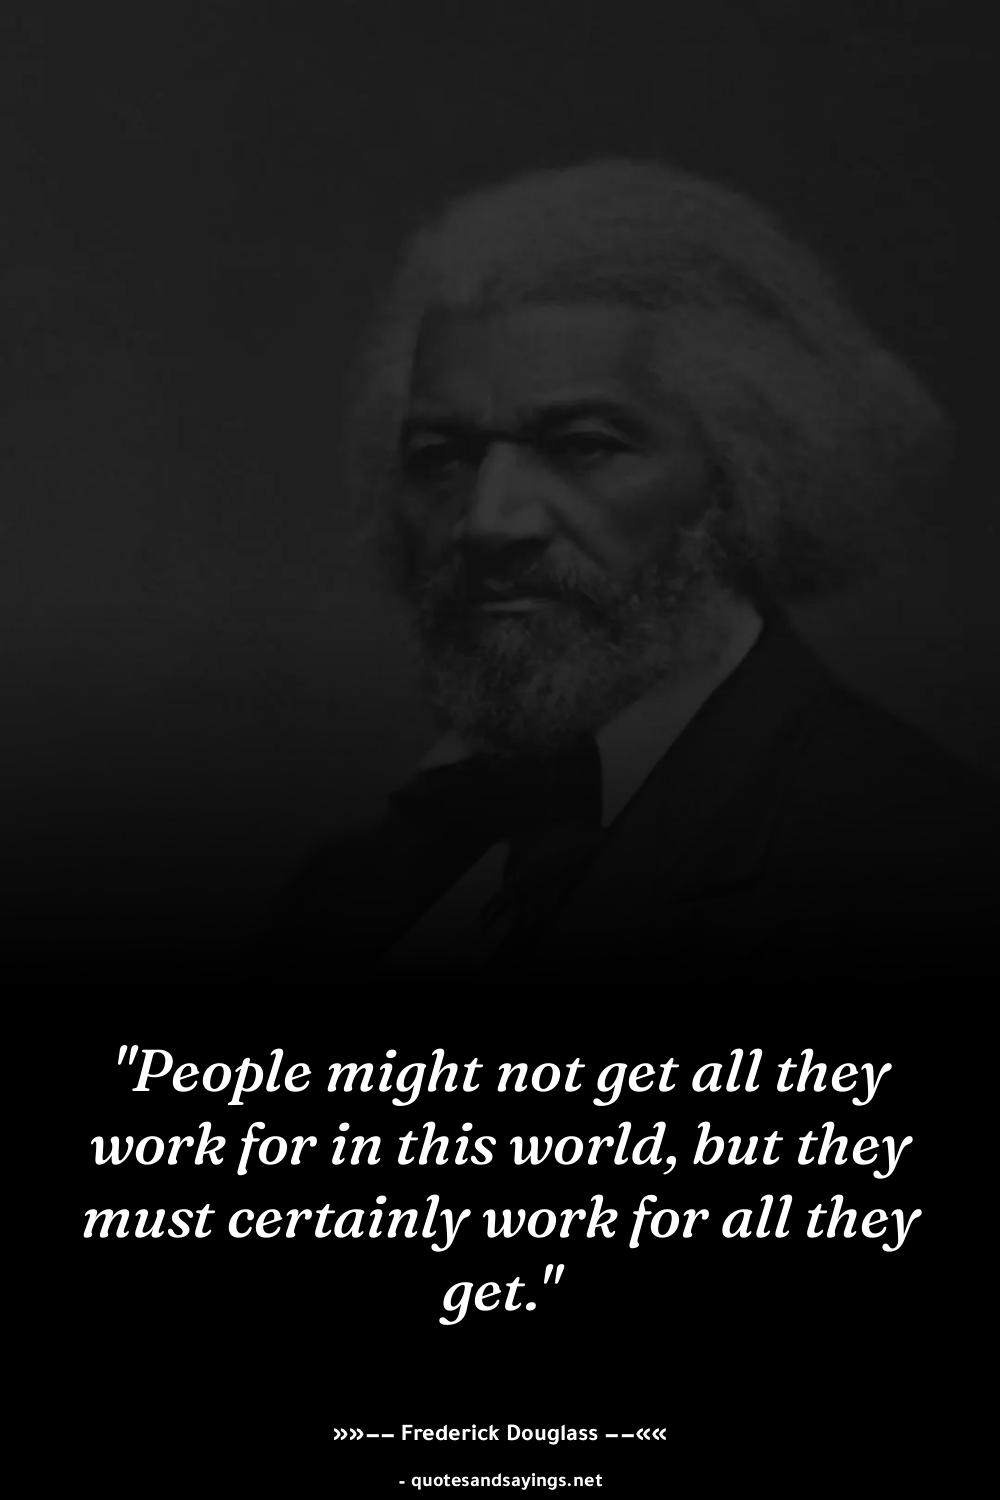 "People might not get all they
work for in this world, but they
must certainly work for all they
get."
»»−− Frederick Douglass −−««
- quotesandsayings.net